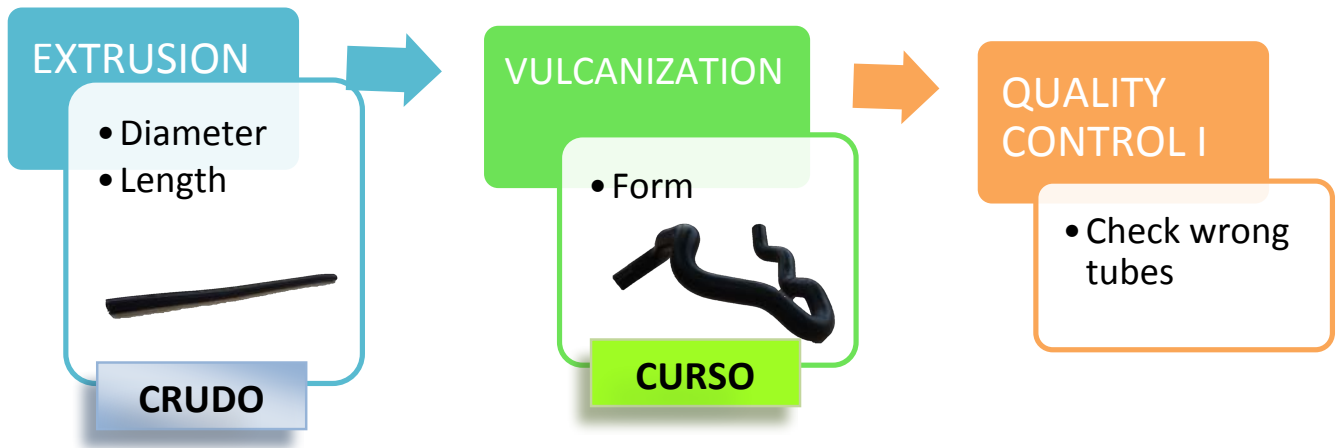 EXTRUSION
• Diameter
• Length
CRUDO
VULCANIZATION
• Form
CURSO
QUALITY
CONTROL I
• Check wrong
tubes